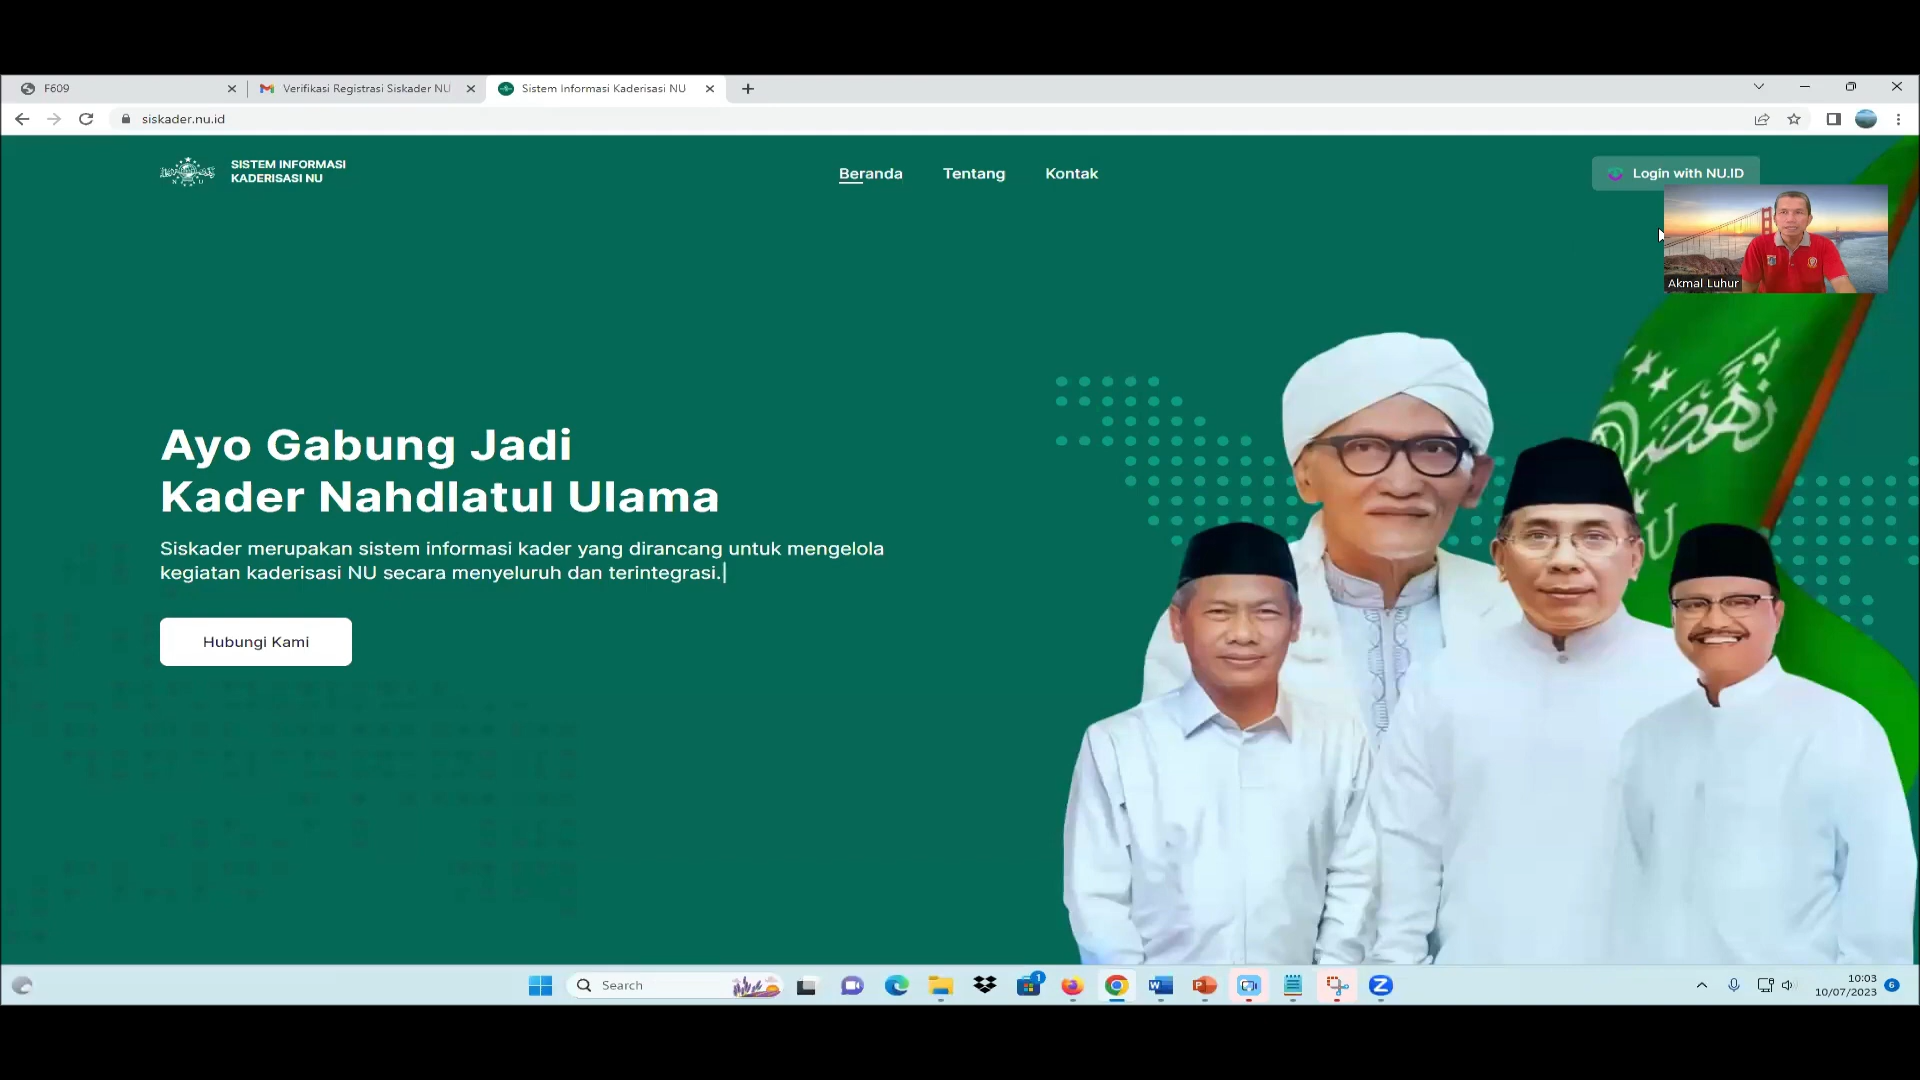 F609
Verifikasi Registrasi Siskader NU
Sistem Informasi Kaderisasi NU
siskader.nu.id
SISTEM INFORMASI
KADERISASI NU
Beranda
Tentang
Kontak
Login with NU.ID
Akmal Luhur
Ayo Gabung Jadi
Kader Nahdlatul Ulama
Siskader merupakan sistem informasi kader yang dirancang untuk mengelola
kegiatan kaderisasi NU secara menyeluruh dan terintegrasi.
Hubungi Kami
Search
1
10:03
10/07/2023
6